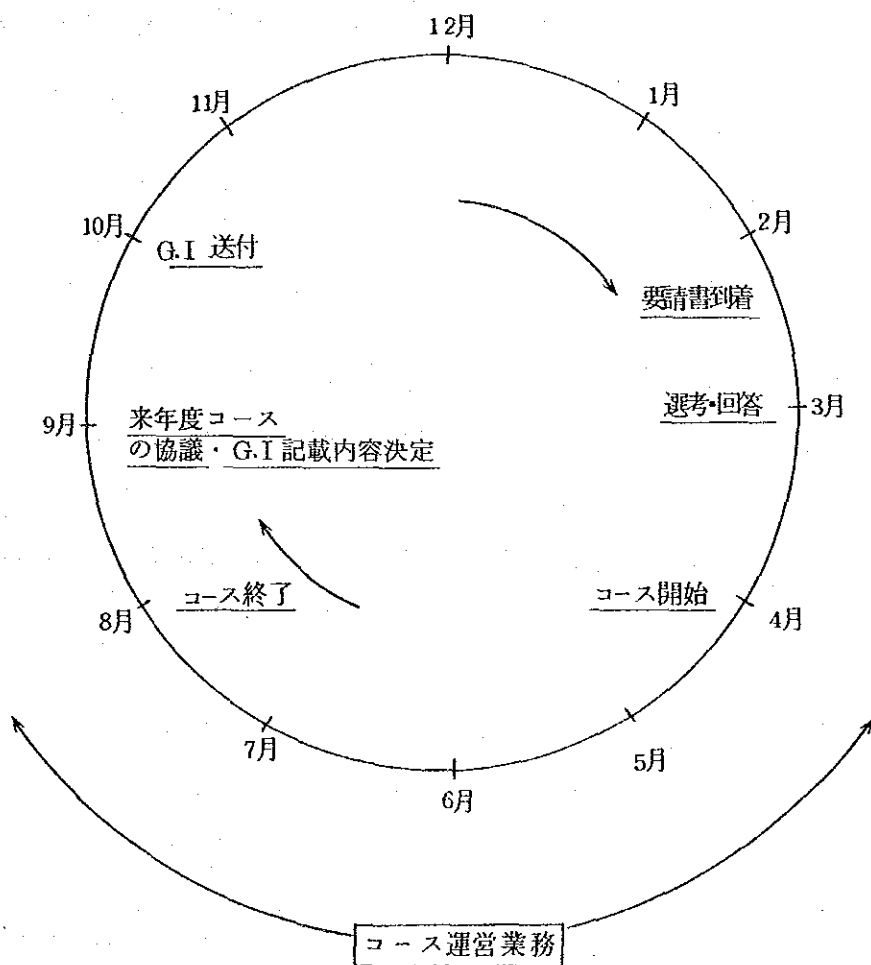 12月
11月
1月
10月
2月
G.I 送付
要請書到着
9月
来年度コース
の協議・G.I 記載内容決定
選考・回答
3月
コース終了
コース開始
8月
4月
7月
5月
6月
コース運営業務